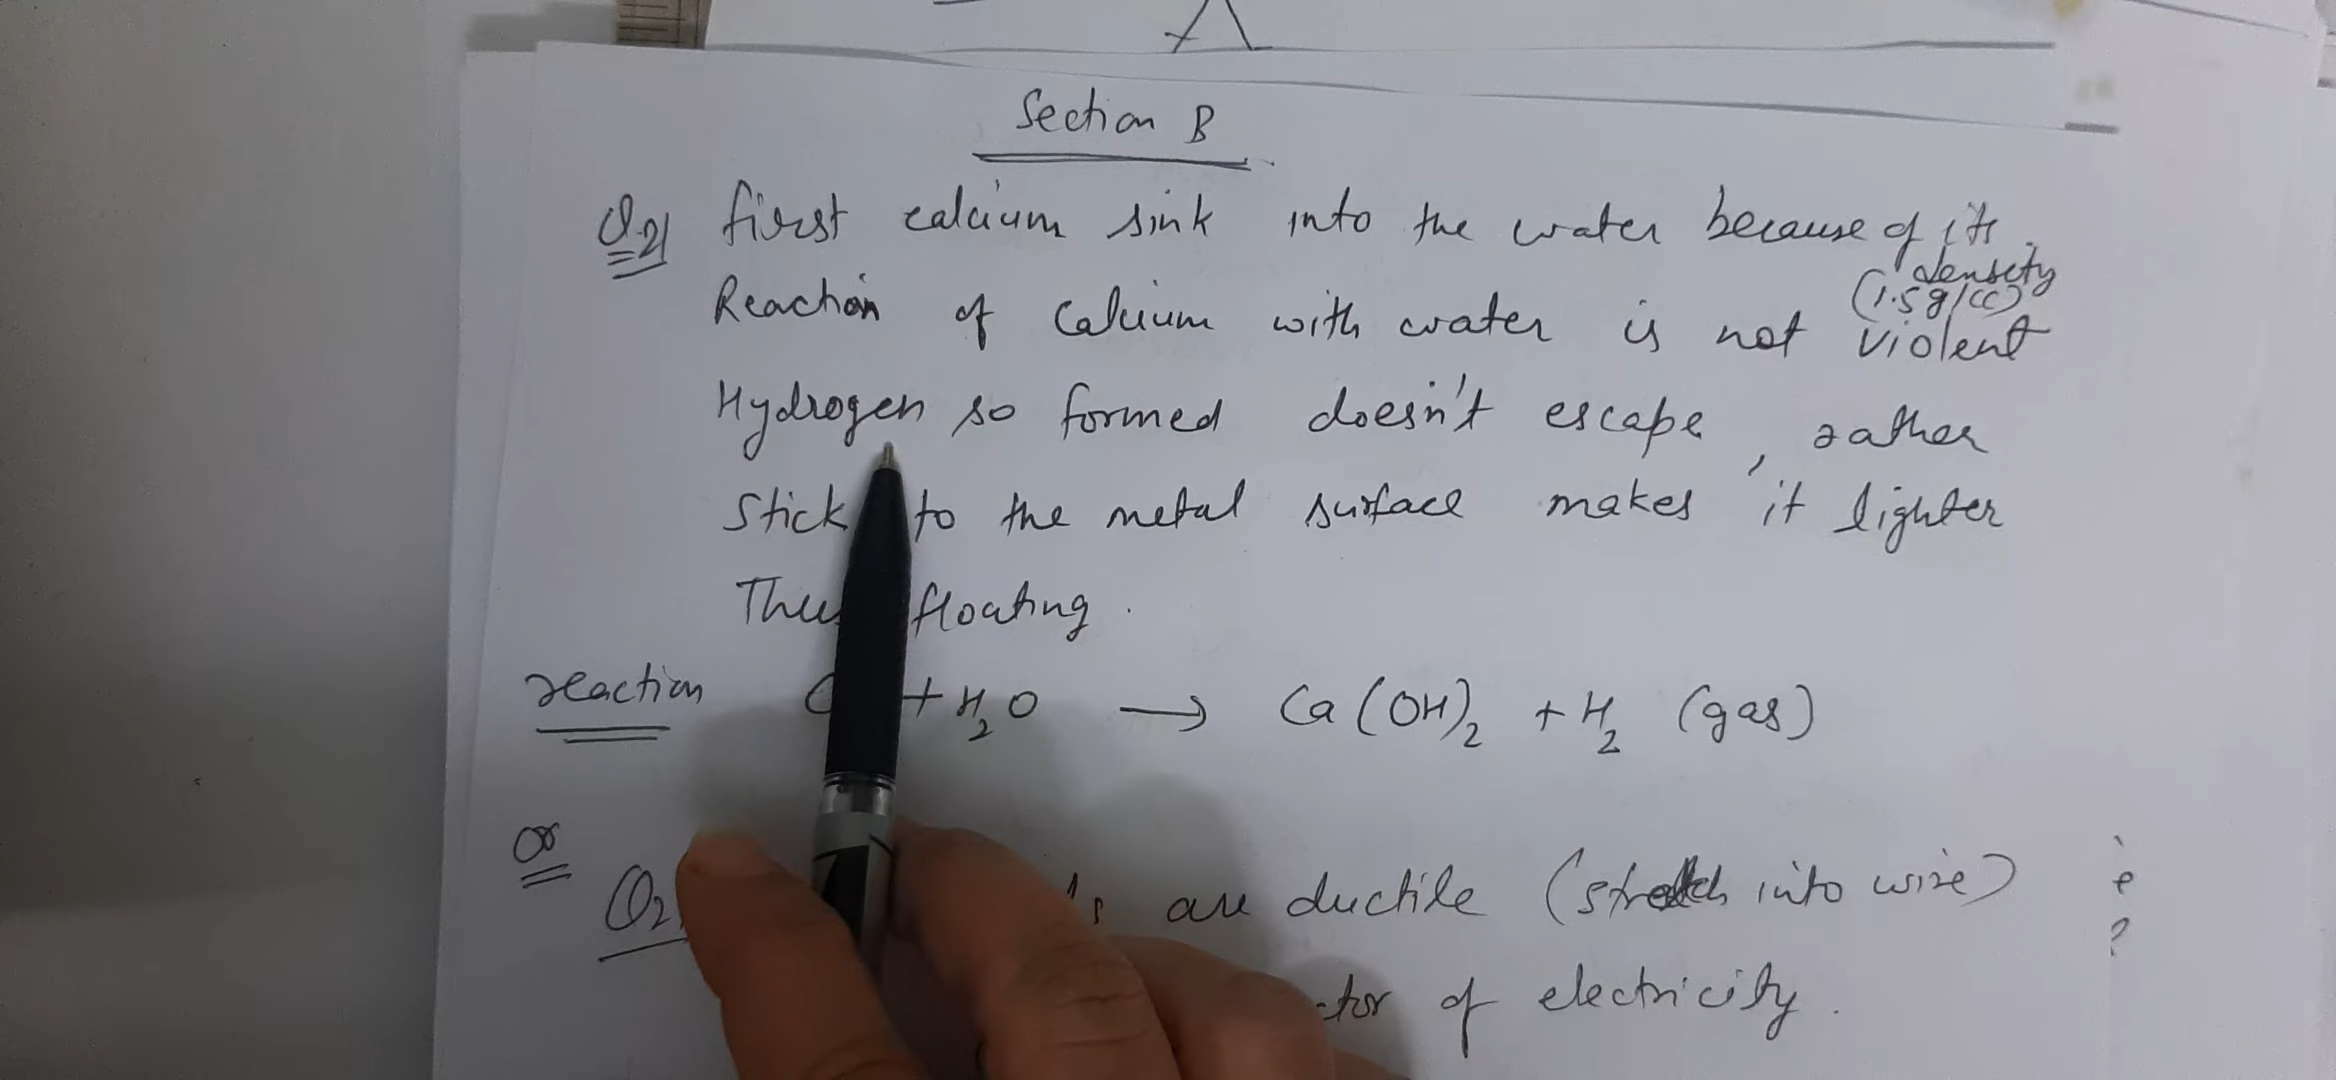 Section B
Q21 first calcium sink into the water because of its
density
(1.5g/cc)
Reaction of Calcium with water is not violent
Hydrogen so formed doesn't escape, rather
Stick to the metal surface makes it lighter
Thus floating.
reaction + H2O → Ca(OH)2 + H2 (gas)
or
are ductile (stretch into wire)
of electricity.